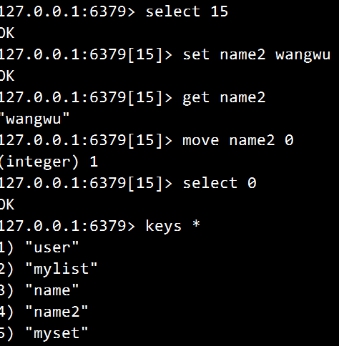 127.0.0.1:6379> select 15
OK
127.0.0.1:6379[15]> set name2 wangwu
OK
127.0.0.1:6379[15]> get name2
"wangwu"
127.0.0.1:6379[15]> move name2 0
(integer) 1
127.0.0.1:6379[15]> select 0
OK
127.0.0.1:6379> keys *
1) "user"
2) "mylist"
3) "name"
4) "name2"
5) "myset"